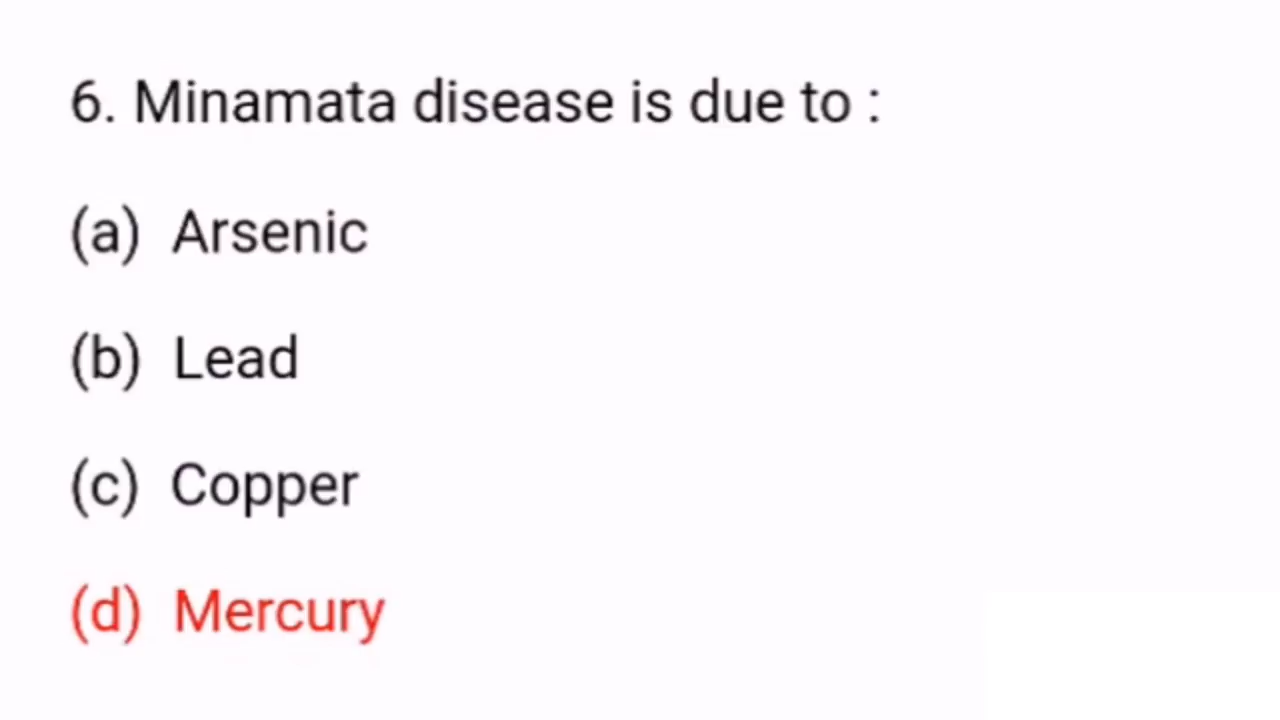 6. Minamata disease is due to :
(a) Arsenic
(b) Lead
(c) Copper
(d) Mercury